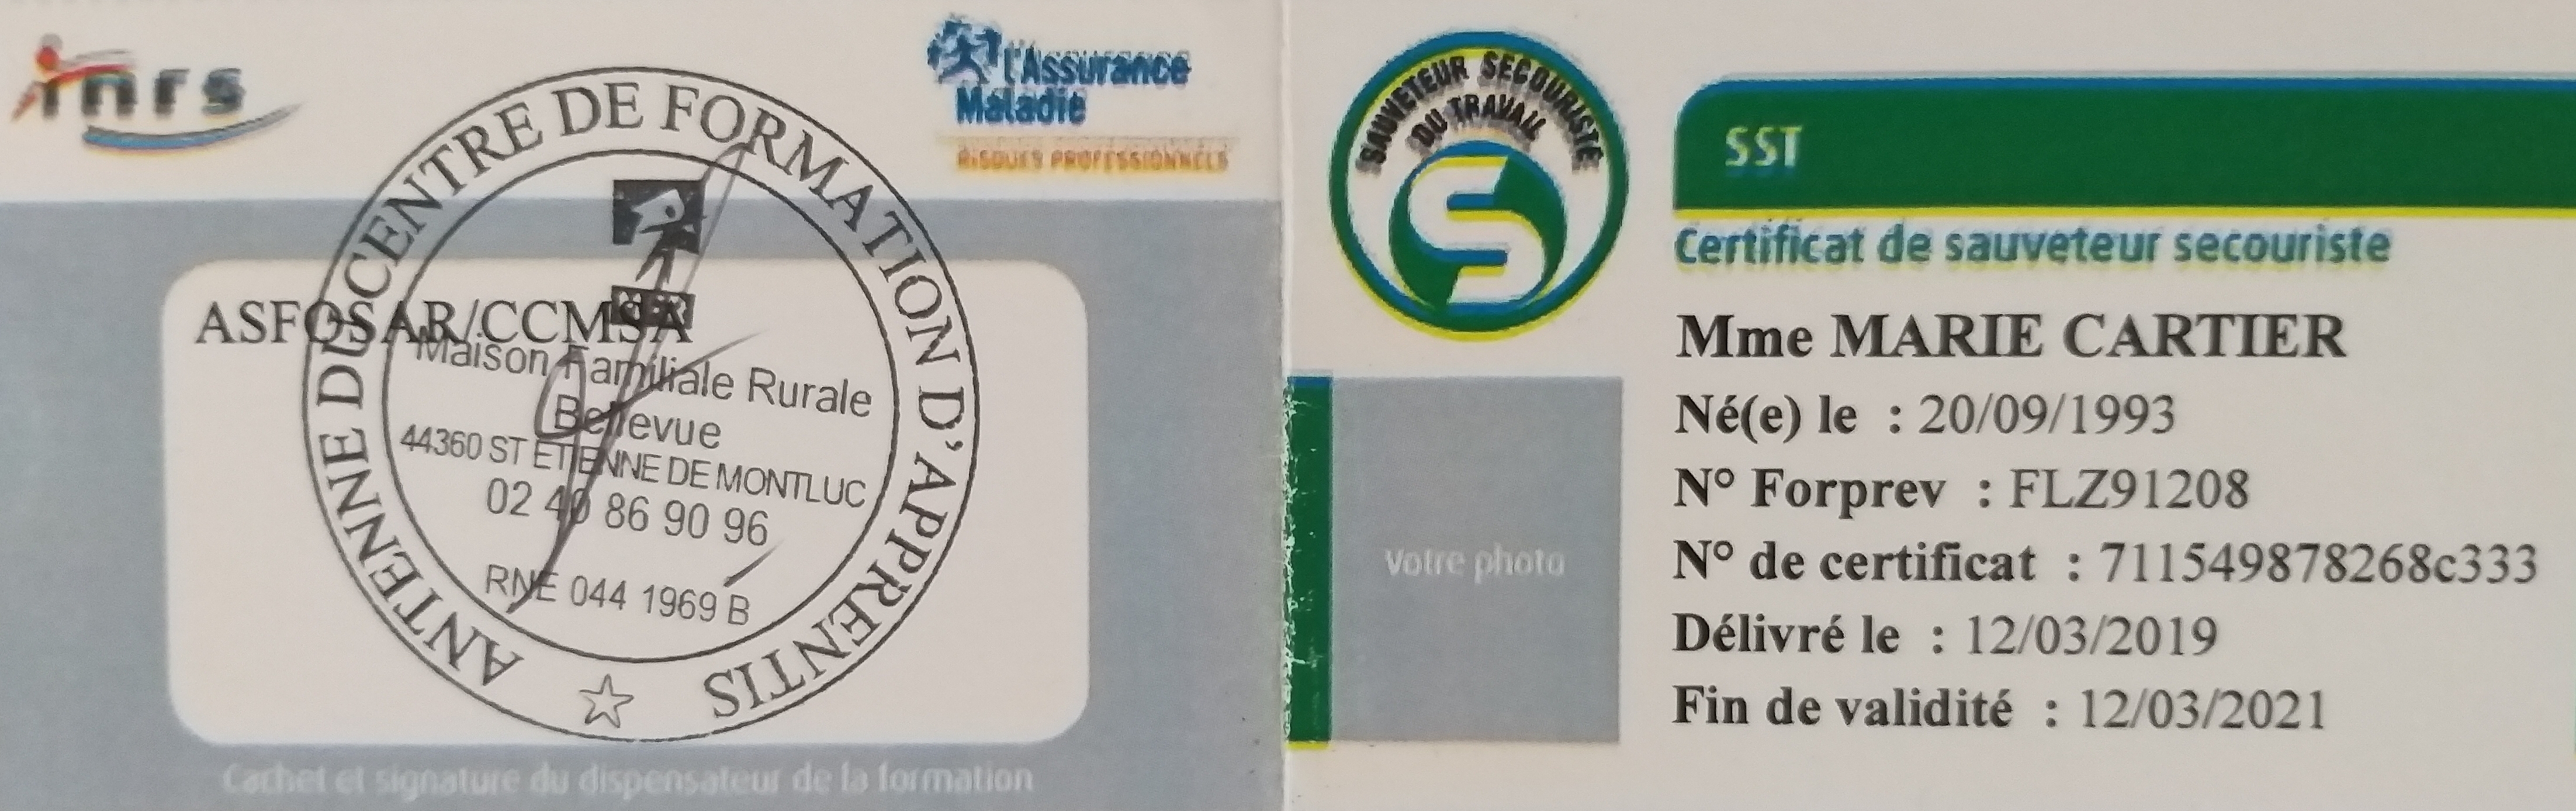 inrs
l'Assurance
Maladie
RISQUES PROFESSIONNELS
ANTENNE DU CENTRE DE FORMATION D'APPRENTIS
ASFOSAR/CCMSA
Maison Familiale Rurale
Bellevue
44360 ST ETIENNE DE MONTLUC
02 40 86 90 96
RNE 044 1969 B
Cachet et signature du dispensateur de la formation
SAUVETEUR SECOURISTE
DU TRAVAIL
S
SST
Certificat de sauveteur secouriste
Mme MARIE CARTIER
Né(e) le : 20/09/1993
N° Forprev : FLZ91208
N° de certificat : 711549878268c333
Délivré le : 12/03/2019
Fin de validité : 12/03/2021
Votre photo